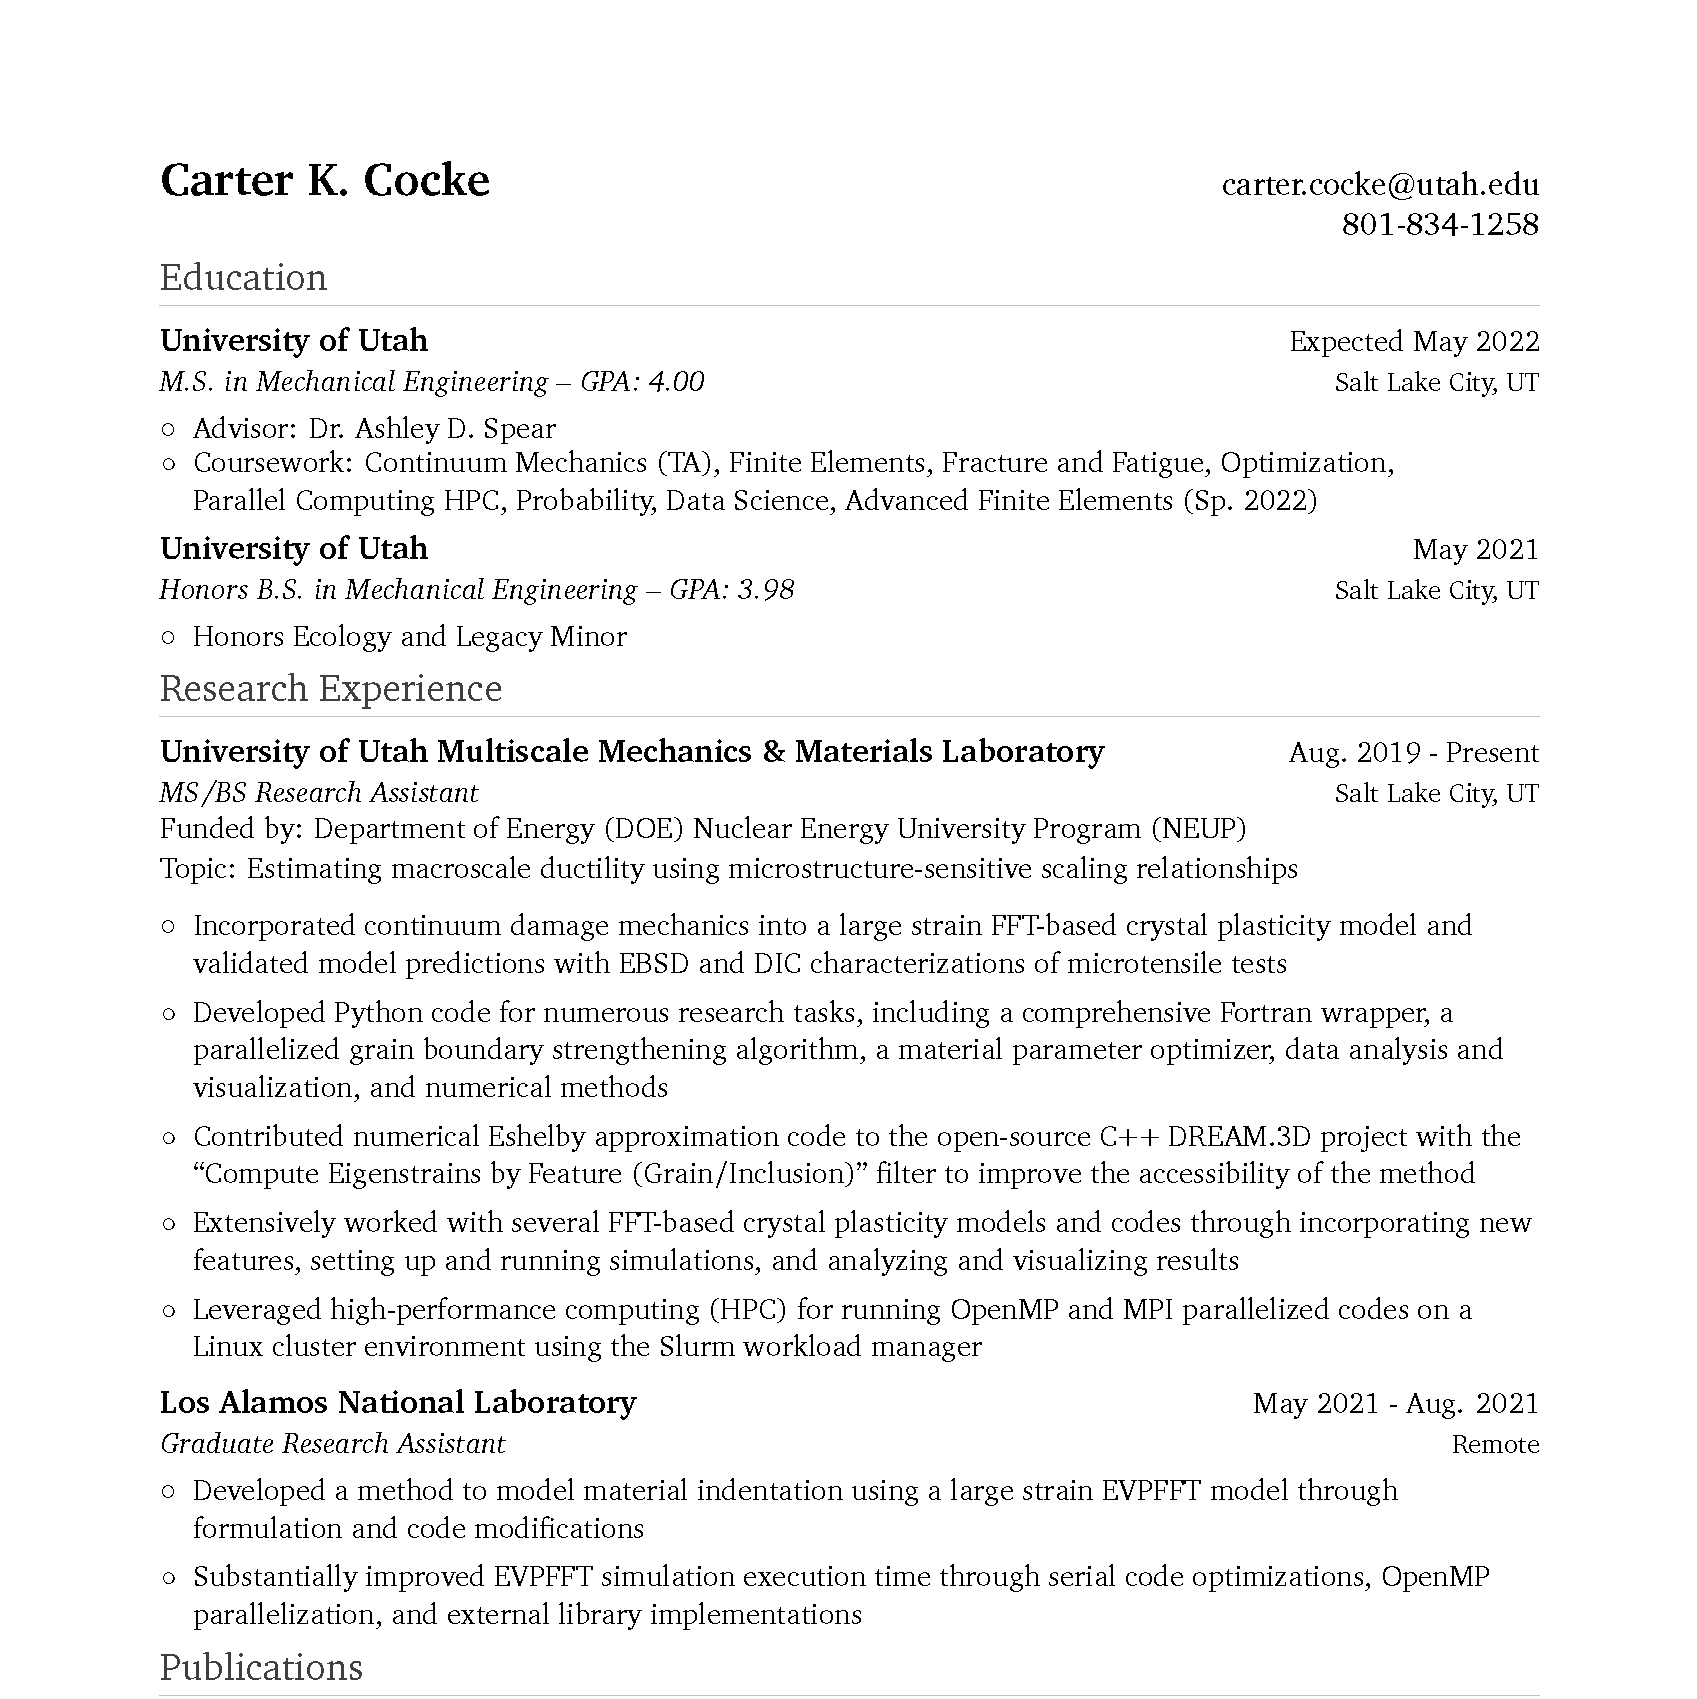 Carter K. Cocke
carter.cocke@utah.edu
801-834-1258
Education
University of Utah Expected May 2022
M.S. in Mechanical Engineering – GPA: 4.00 Salt Lake City, UT
○ Advisor: Dr. Ashley D. Spear
○ Coursework: Continuum Mechanics (TA), Finite Elements, Fracture and Fatigue, Optimization,
Parallel Computing HPC, Probability, Data Science, Advanced Finite Elements (Sp. 2022)
University of Utah May 2021
Honors B.S. in Mechanical Engineering – GPA: 3.98 Salt Lake City, UT
○ Honors Ecology and Legacy Minor
Research Experience
University of Utah Multiscale Mechanics & Materials Laboratory Aug. 2019 - Present
MS/BS Research Assistant Salt Lake City, UT
Funded by: Department of Energy (DOE) Nuclear Energy University Program (NEUP)
Topic: Estimating macroscale ductility using microstructure-sensitive scaling relationships
○ Incorporated continuum damage mechanics into a large strain FFT-based crystal plasticity model and
validated model predictions with EBSD and DIC characterizations of microtensile tests
○ Developed Python code for numerous research tasks, including a comprehensive Fortran wrapper, a
parallelized grain boundary strengthening algorithm, a material parameter optimizer, data analysis and
visualization, and numerical methods
○ Contributed numerical Eshelby approximation code to the open-source C++ DREAM.3D project with the
“Compute Eigenstrains by Feature (Grain/Inclusion)” filter to improve the accessibility of the method
○ Extensively worked with several FFT-based crystal plasticity models and codes through incorporating new
features, setting up and running simulations, and analyzing and visualizing results
○ Leveraged high-performance computing (HPC) for running OpenMP and MPI parallelized codes on a
Linux cluster environment using the Slurm workload manager
Los Alamos National Laboratory May 2021 - Aug. 2021
Graduate Research Assistant Remote
○ Developed a method to model material indentation using a large strain EVPFFT model through
formulation and code modifications
○ Substantially improved EVPFFT simulation execution time through serial code optimizations, OpenMP
parallelization, and external library implementations
Publications